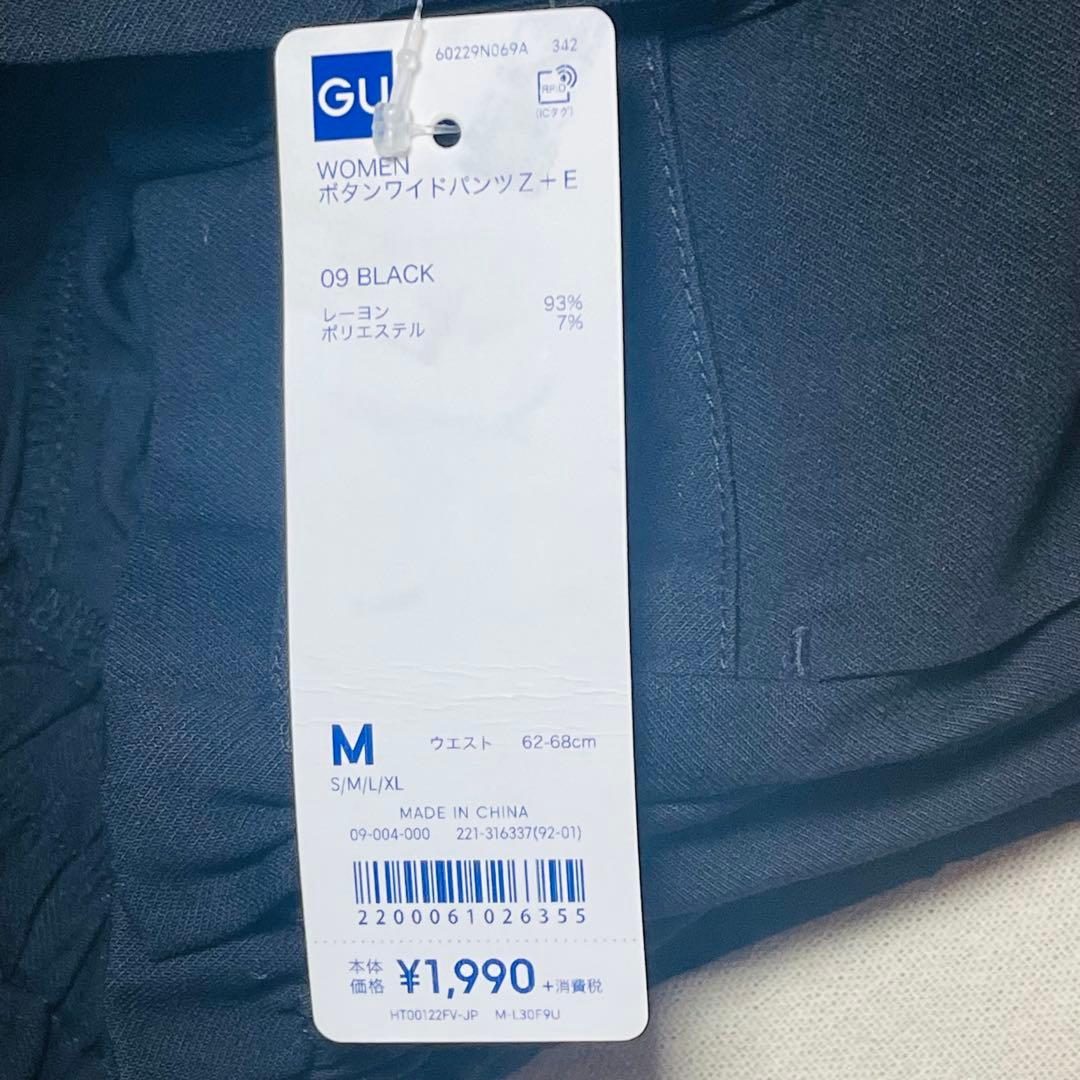 60229N069A 342
GU
RFID
(ICタグ)
WOMEN
ボタンワイドパンツZ+E
09 BLACK
レーヨン 93%
ポリエステル 7%
M ウエスト 62-68cm
S/M/L/XL
MADE IN CHINA
09-004-000 221-316337(92-01)
2200061026355
本体価格 ¥1,990 +消費税
HT00122FV-JP M-L30F9U